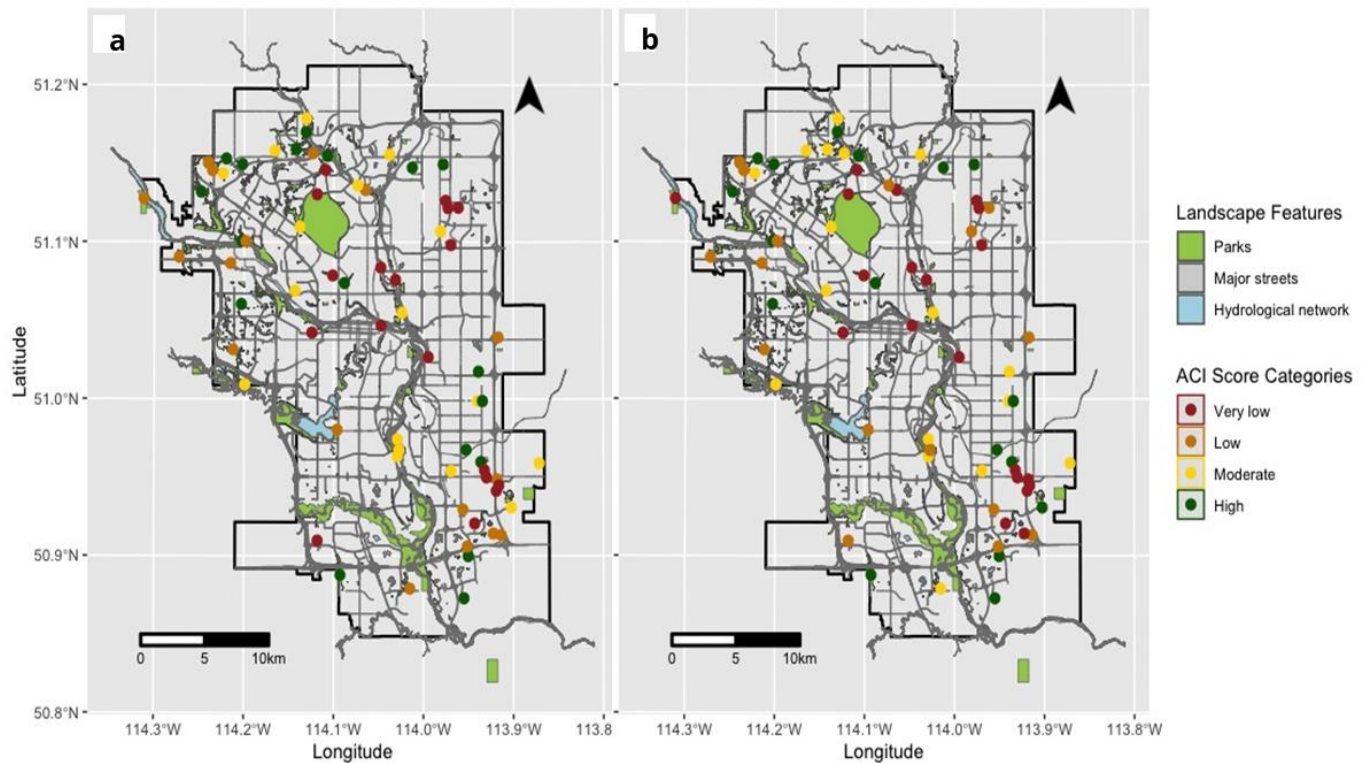 a
b
51.2°N
51.1°N
51.0°N
50.9°N
50.8°N
Latitude
0 5 10km
0 5 10km
114.3°W 114.2°W 114.1°W 114.0°W 113.9°W 113.8
114.3°W 114.2°W 114.1°W 114.0°W 113.9°W 113.8°W
Longitude
Longitude
Landscape Features
Parks
Major streets
Hydrological network
ACI Score Categories
Very low
Low
Moderate
High